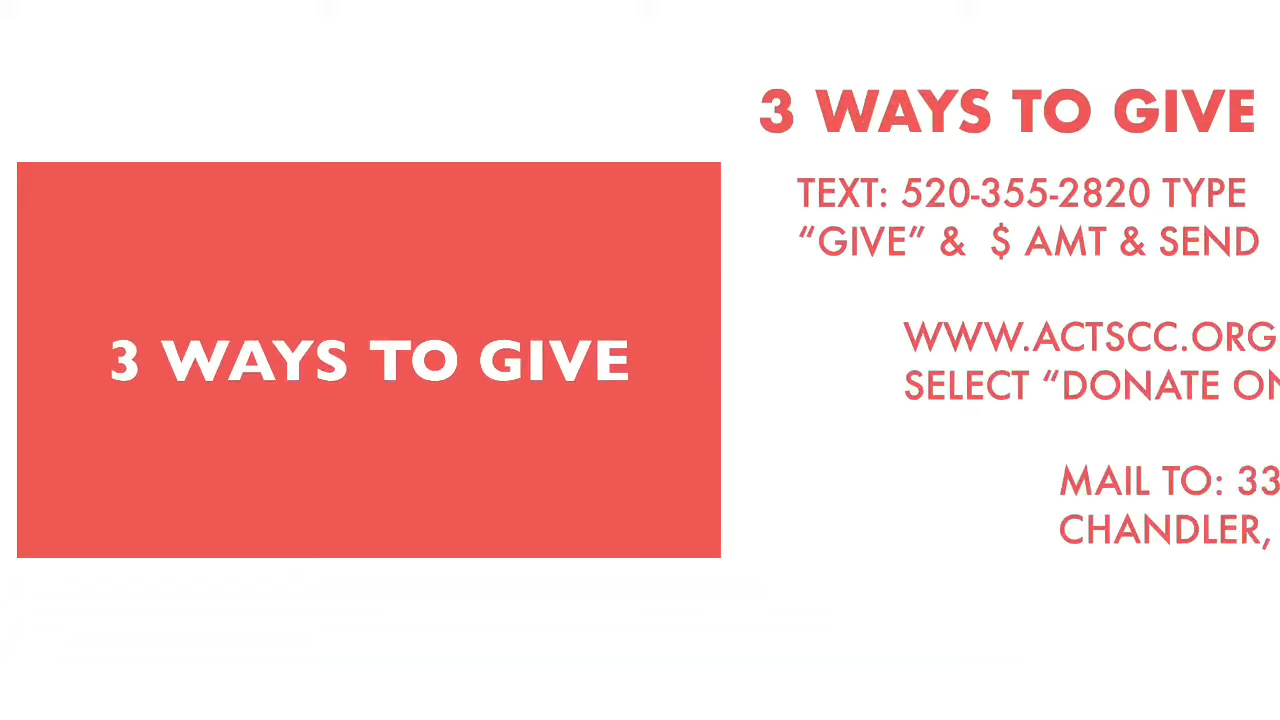 3 WAYS TO GIVE
3 WAYS TO GIVE
TEXT: 520-355-2820 TYPE
“GIVE” & $ AMT & SEND
WWW.ACTSCC.ORG
SELECT “DONATE
MAIL TO:
CHANDLER,